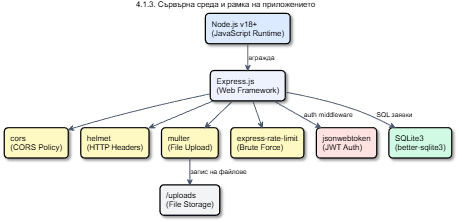 4.1.3. Сървърна среда и рамка на приложението
Node.js v18+
(JavaScript Runtime)
вгражда
Express.js
(Web Framework)
auth middleware
SQL заявки
cors
(CORS Policy)
helmet
(HTTP Headers)
multer
(File Upload)
express-rate-limit
(Brute Force)
jsonwebtoken
(JWT Auth)
SQLite3
(better-sqlite3)
запис на файлове
/uploads
(File Storage)